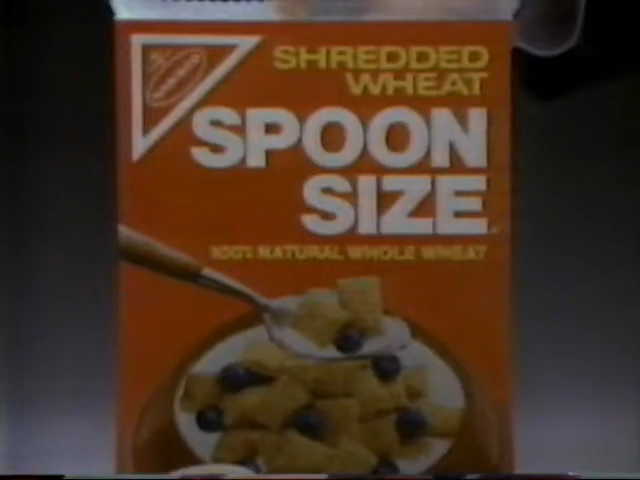 SHREDDED
WHEAT
SPOON
SIZE
100% NATURAL WHOLE WHEAT